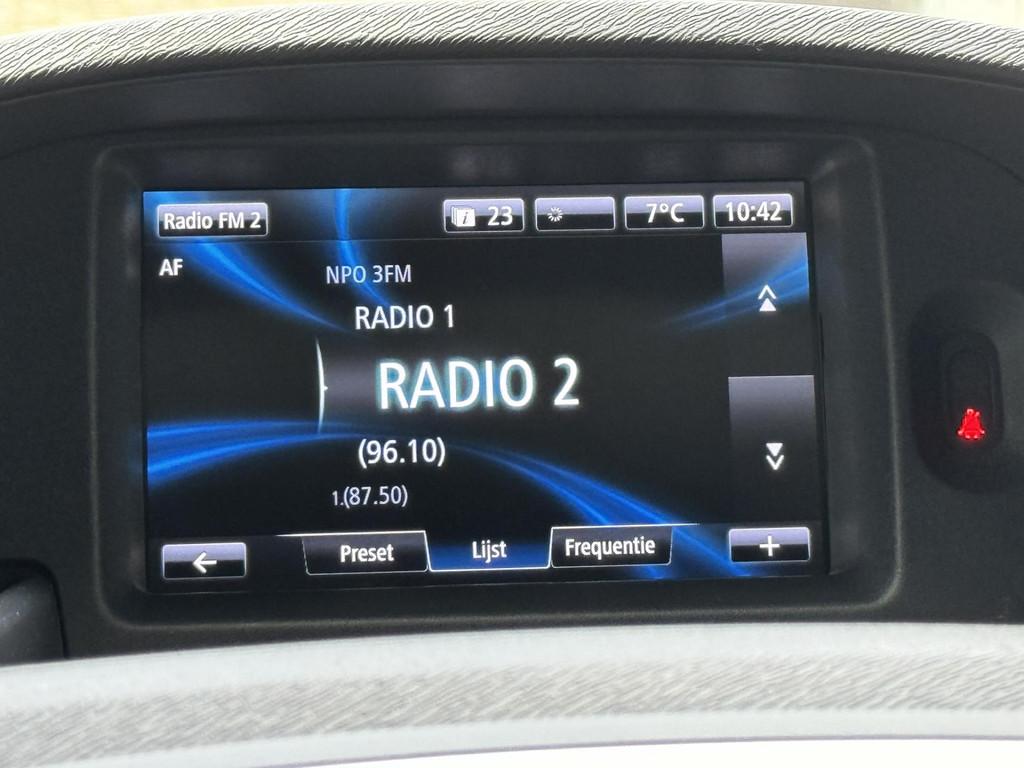 Radio FM 2
i 23
7°C
10:42
AF
NPO 3FM
RADIO 1
RADIO 2
(96.10)
1.(87.50)
Preset
Lijst
Frequentie
+